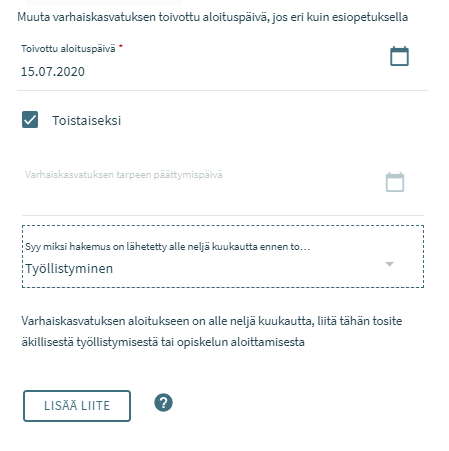 Muuta varhaiskasvatuksen toivottu aloituspäivä, jos eri kuin esiopetuksella
Toivottu aloituspäivä *
15.07.2020
Toistaiseksi
Varhaiskasvatuksen tarpeen päättymispäivä
Syy miksi hakemus on lähetetty alle neljä kuukautta ennen to...
Työllistyminen
Varhaiskasvatuksen aloitukseen on alle neljä kuukautta, liitä tähän tosite
äkillisestä työllistymisestä tai opiskelun aloittamisesta
LISÄÄ LIITE ?